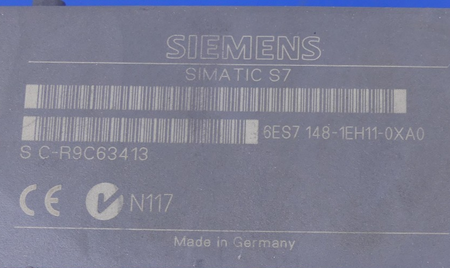 SIEMENS
SIMATIC S7
6ES7 148-1EH11-0XA0
S C-R9C63413
CE N117
Made in Germany